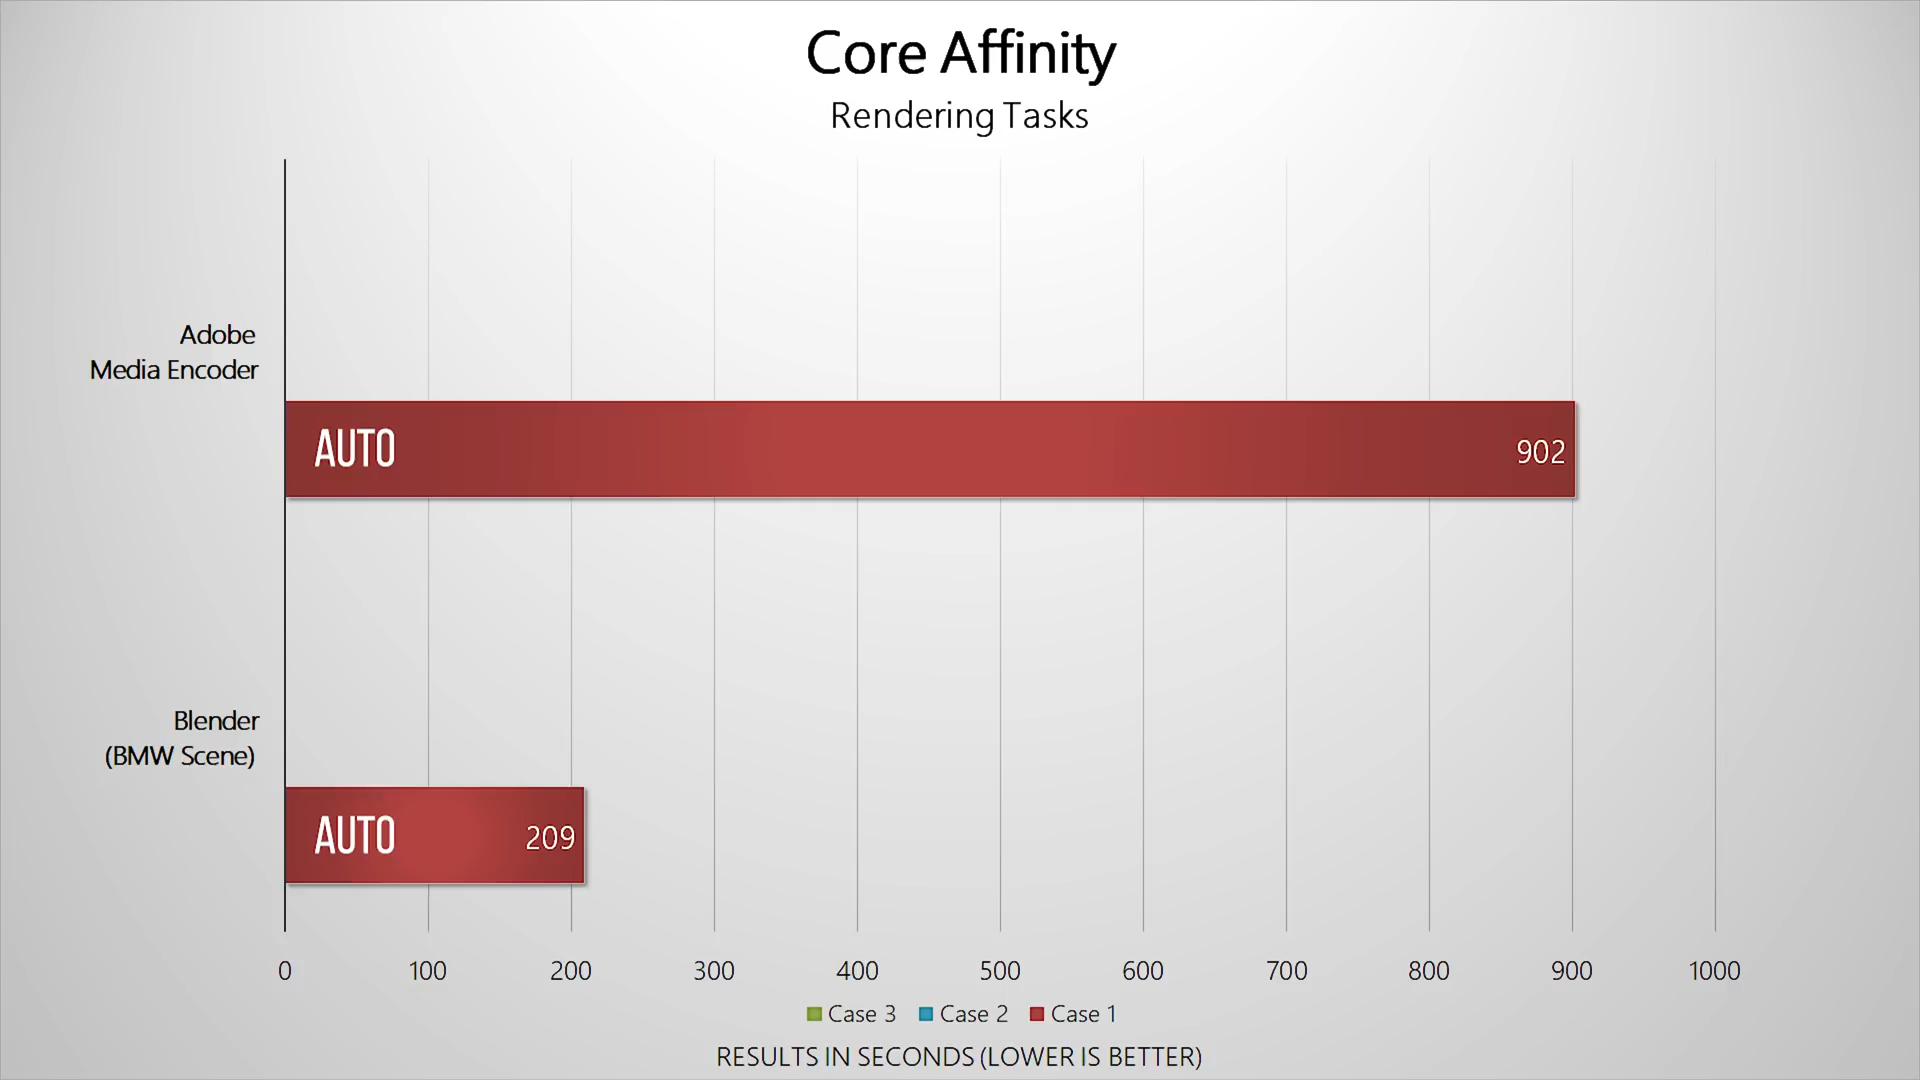 Core Affinity
Rendering Tasks
Adobe
Media Encoder
AUTO
902
Blender
(BMW Scene)
AUTO
209
0 100 200 300 400 500 600 700 800 900 1000
Case 3 Case 2 Case 1
RESULTS IN SECONDS (LOWER IS BETTER)